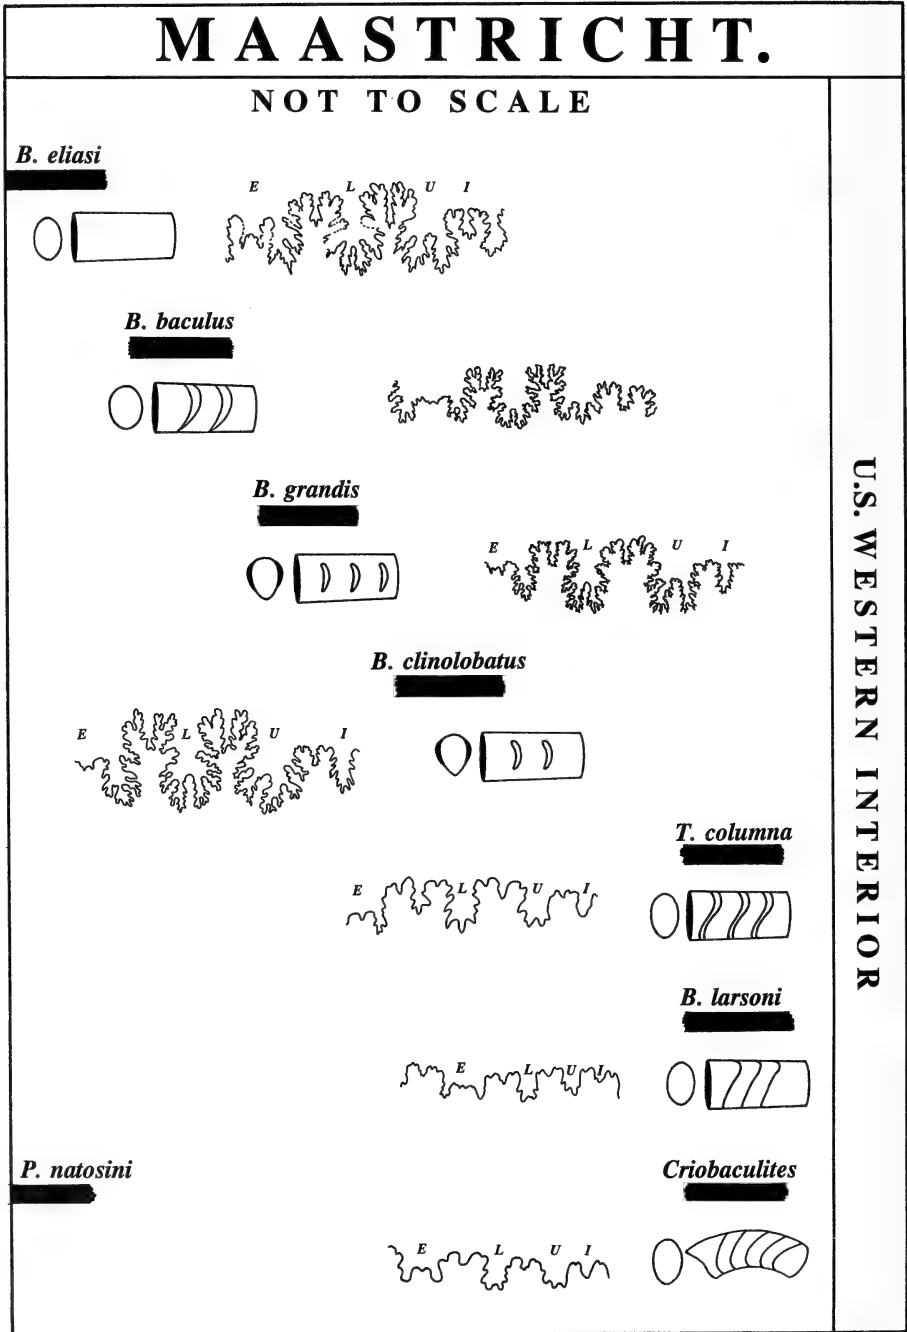 MAASTRICHT.
NOT TO SCALE
B. eliasi
E L U I
B. baculus
B. grandis
E L U I
B. clinolobatus
E L U I
T. columna
E L U I
B. larsoni
E L U I
P. natosini
Criobaculites
E L U I
U.S. WESTERN INTERIOR